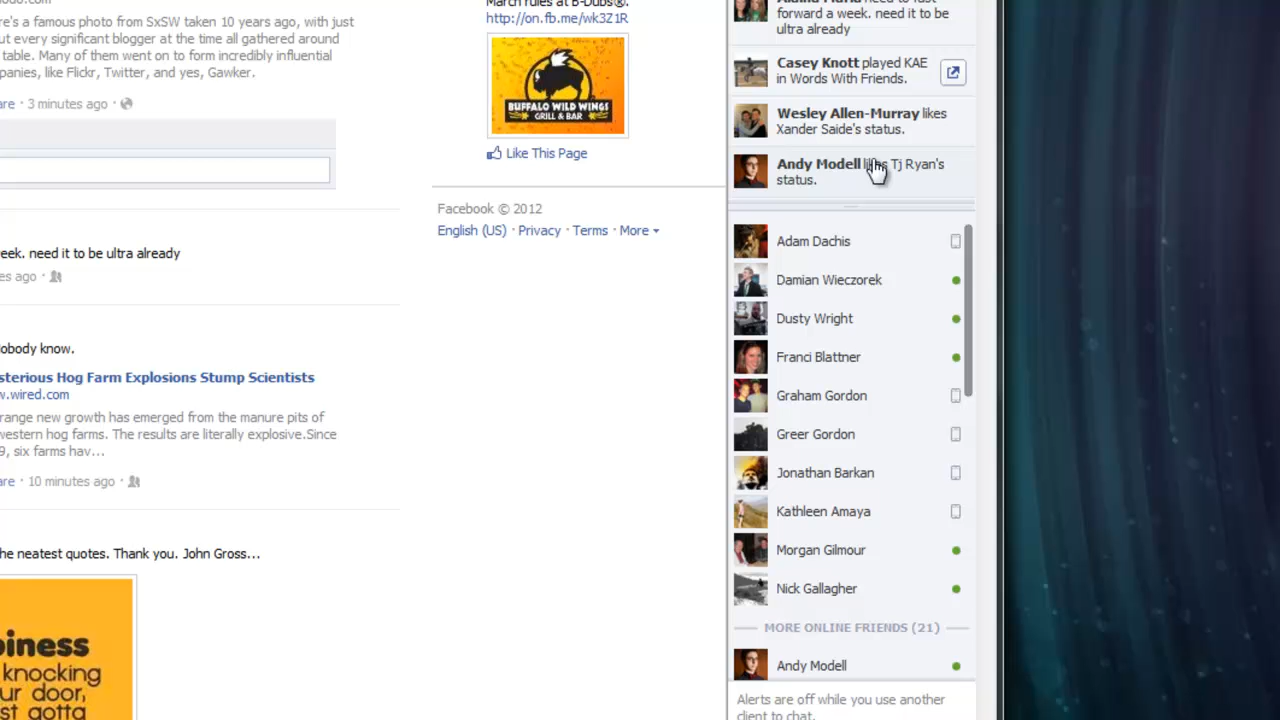 're's a famous photo from SxSW taken 10 years ago, with just
ut every significant blogger at the time all gathered around
table. Many of them went on to form incredibly influential
panies, like Flickr, Twitter, and yes, Gawker.
are · 3 minutes ago ·
eek. need it to be ultra already
es ago ·
obody know.
sterious Hog Farm Explosions Stump Scientists
w.wired.com
range new growth has emerged from the manure pits of
western hog farms. The results are literally explosive.Since
9, six farms hav...
are · 10 minutes ago ·
he neatest quotes. Thank you. John Gross...
piness
knocking
ur door,
st gotta
March rules at B-Dubs®.
http://on.fb.me/wk3Z1R
BUFFALO WILD WINGS
GRILL & BAR
Like This Page
Facebook © 2012
English (US) · Privacy · Terms · More
need to fast
forward a week. need it to be
ultra already
Casey Knott played KAE
in Words With Friends.
Wesley Allen-Murray likes
Xander Saide's status.
Andy Modell likes Tj Ryan's
status.
Adam Dachis
Damian Wieczorek
Dusty Wright
Franci Blattner
Graham Gordon
Greer Gordon
Jonathan Barkan
Kathleen Amaya
Morgan Gilmour
Nick Gallagher
MORE ONLINE FRIENDS (21)
Andy Modell
Alerts are off while you use another
client to chat.